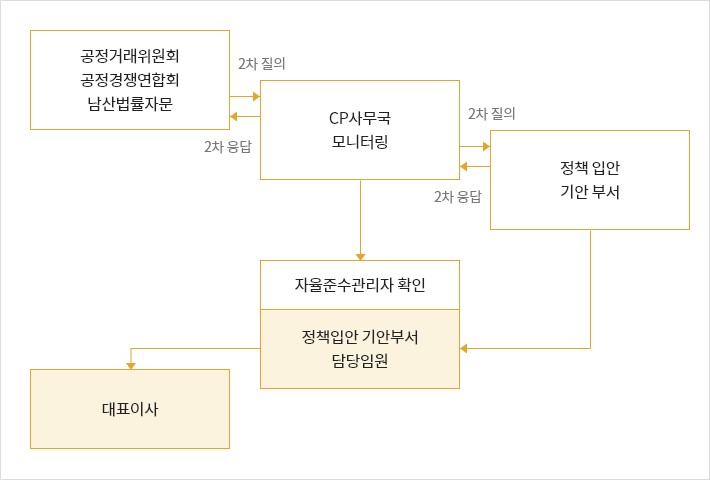 공정거래위원회
공정경쟁연합회
남산법률자문
2차 질의
2차 응답
CP사무국
모니터링
2차 질의
2차 응답
정책 입안
기안 부서
자율준수관리자 확인
정책입안 기안부서
담당임원
대표이사